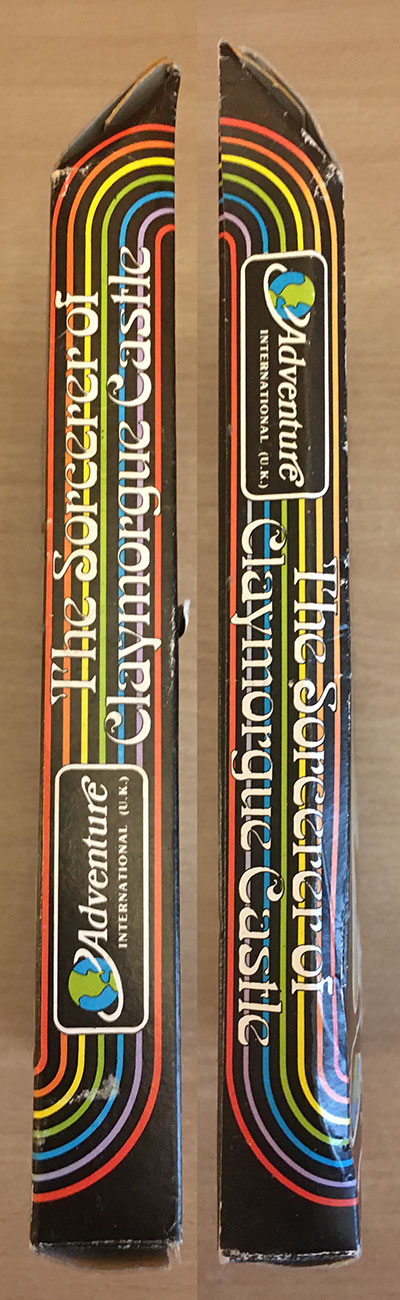 Adventure
INTERNATIONAL (U.K.)
The Sorcerer of
Claymorgue Castle
Adventure
INTERNATIONAL (U.K.)
The Sorcerer of
Claymorgue Castle